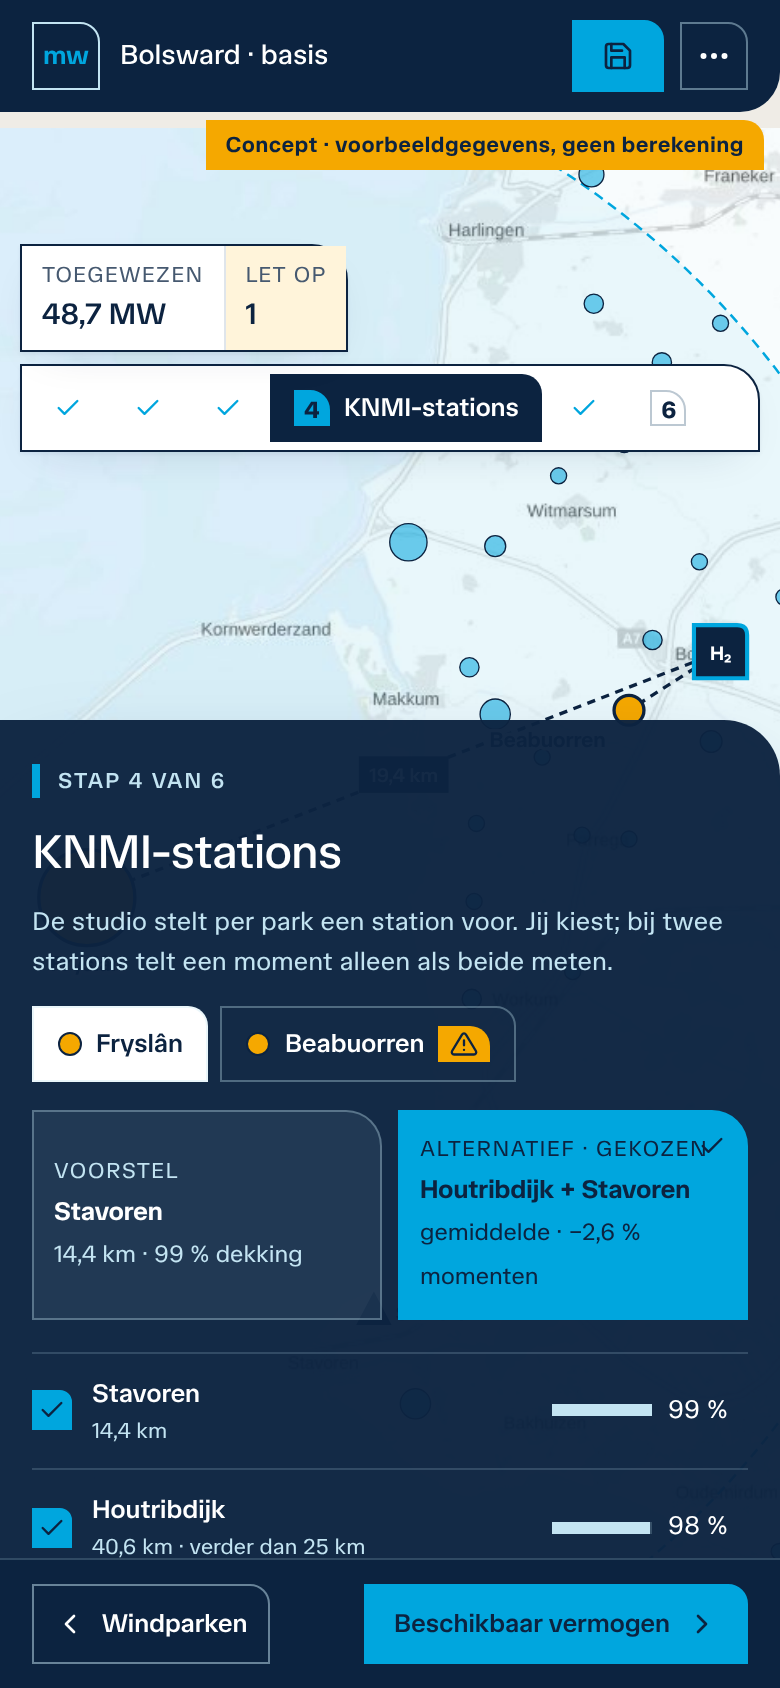 mw
Bolsward · basis
Concept · voorbeeldgegevens, geen berekening
Franeker
Harlingen
TOEGEWEZEN
48,7 MW
LET OP
1
4 KNMI-stations
6
Witmarsum
Kornwerderzand
A7
H₂
Makkum
Beabuorren
19,4 km
STAP 4 VAN 6
KNMI-stations
De studio stelt per park een station voor. Jij kiest; bij twee
stations telt een moment alleen als beide meten.
Fryslân
Beabuorren
VOORSTEL
Stavoren
14,4 km · 99 % dekking
ALTERNATIEF · GEKOZEN
Houtribdijk + Stavoren
gemiddelde · −2,6 %
momenten
Stavoren
14,4 km
99 %
Houtribdijk
40,6 km · verder dan 25 km
98 %
Windparken
Beschikbaar vermogen